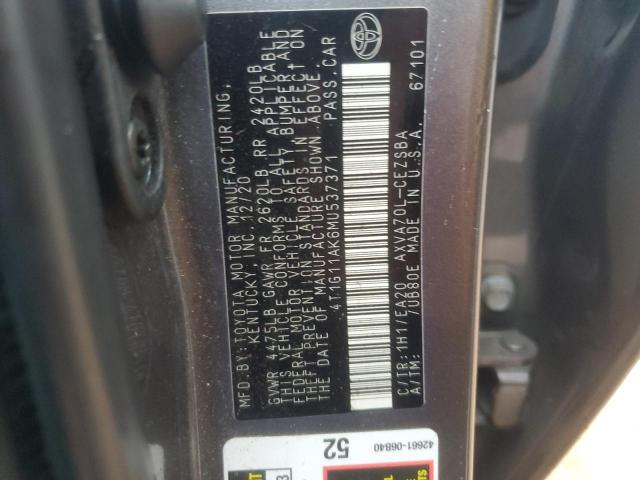 MFD. BY: TOYOTA MOTOR MANUFACTURING,
KENTUCKY, INC. 12/20
GVWR 4475LB GAWR FR 2620LB RR 2420LB
THIS VEHICLE CONFORMS TO ALL APPLICABLE
FEDERAL MOTOR VEHICLE SAFETY, BUMPER AND
THEFT PREVENTION STANDARDS IN EFFECT ON
THE DATE OF MANUFACTURE SHOWN ABOVE.
4T1G11AK6MU537371 PASS. CAR
C/TR: 1H1/EA20 AXVA70L-CEZSBA
A/TM: /UB80E MADE IN U.S.A. 67101
52
42661-06B40